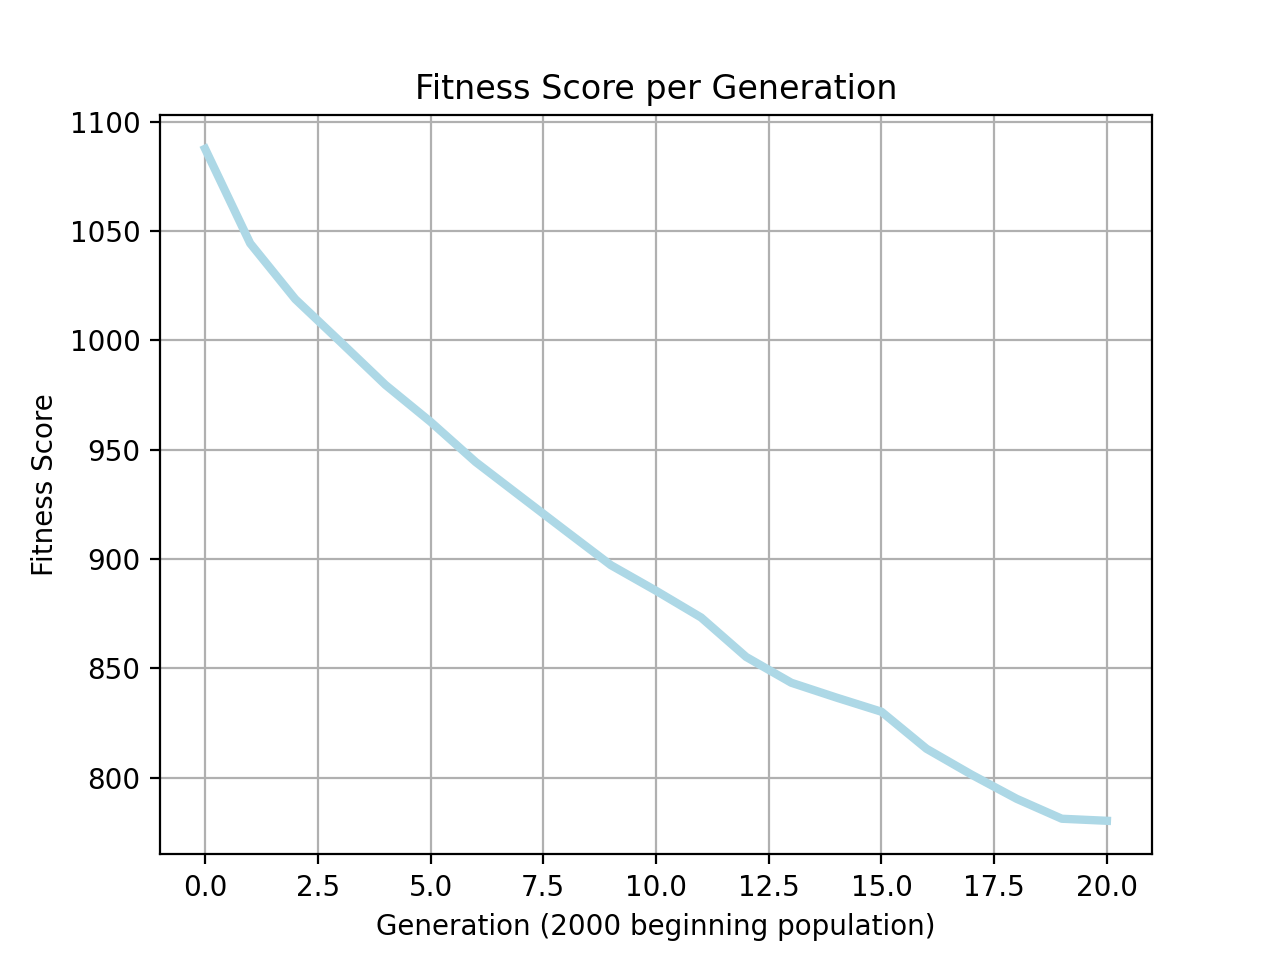 Fitness Score per Generation
1100
1050
1000
950
900
850
800
Fitness Score
0.0 2.5 5.0 7.5 10.0 12.5 15.0 17.5 20.0
Generation (2000 beginning population)